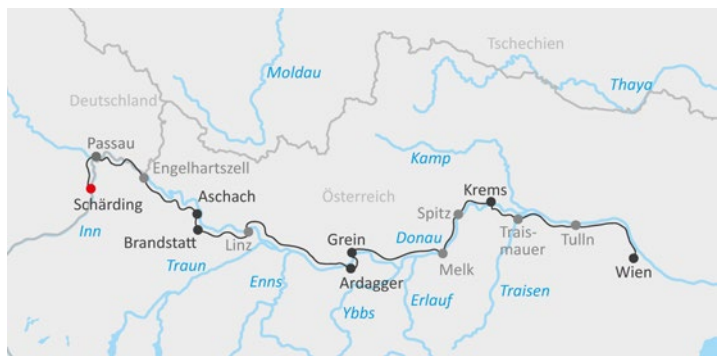 Tschechien
Moldau
Thaya
Deutschland
Passau
Engelhartszell
Kamp
Schärding
Aschach
Österreich
Krems
Inn
Brandstatt
Linz
Grein
Donau
Spitz
Trais-
mauer
Tulln
Traun
Enns
Ardagger
Melk
Wien
Ybbs
Erlauf
Traisen